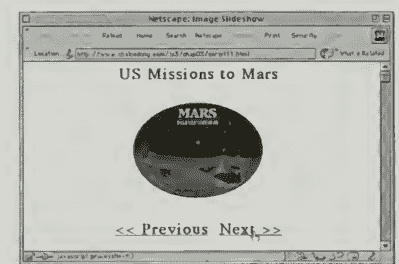 Netscape: Image Slideshow
Reload Home Search Netscape Print Security
Location: What's Related
US Missions to Mars
MARS
<< Previous Next >>